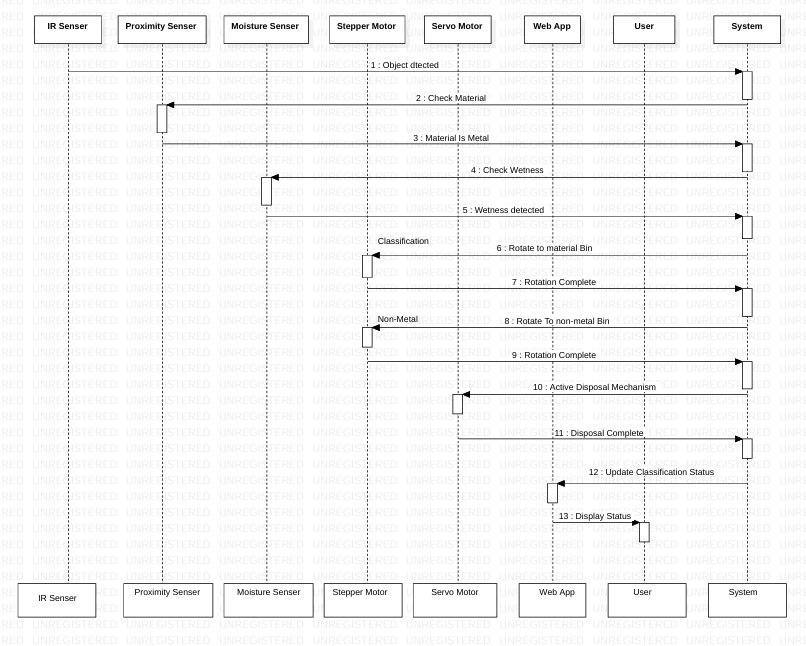 IR Senser
Proximity Senser
Moisture Senser
Stepper Motor
Servo Motor
Web App
User
System
1 : Object dtected
2 : Check Material
3 : Material Is Metal
4 : Check Wetness
5 : Wetness detected
Classification
6 : Rotate to material Bin
7 : Rotation Complete
Non-Metal
8 : Rotate To non-metal Bin
9 : Rotation Complete
10 : Active Disposal Mechanism
11 : Disposal Complete
12 : Update Classification Status
13 : Display Status
IR Senser
Proximity Senser
Moisture Senser
Stepper Motor
Servo Motor
Web App
User
System
UNREGISTERED